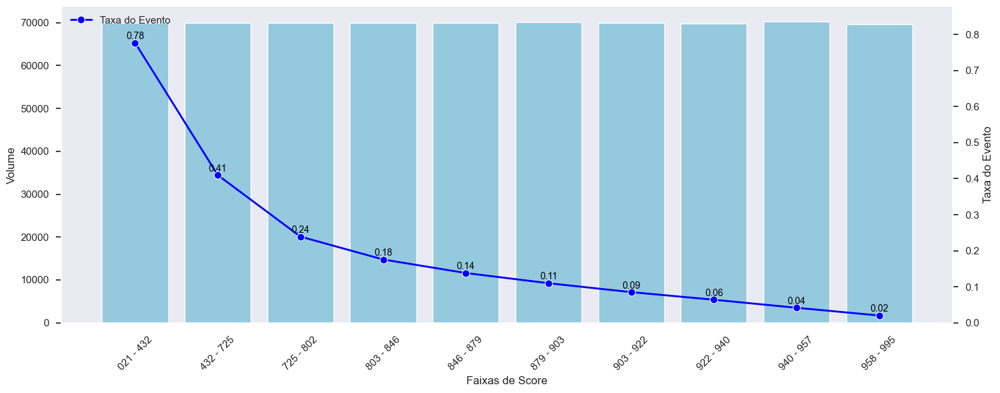 Taxa do Evento
70000
60000
50000
40000
30000
20000
10000
0
Volume
0.78
0.41
0.24
0.18
0.14
0.11
0.09
0.06
0.04
0.02
0.8
0.7
0.6
0.5
0.4
0.3
0.2
0.1
0.0
Taxa do Evento
021 - 432
432 - 725
725 - 802
803 - 846
846 - 879
879 - 903
903 - 922
922 - 940
940 - 957
958 - 995
Faixas de Score